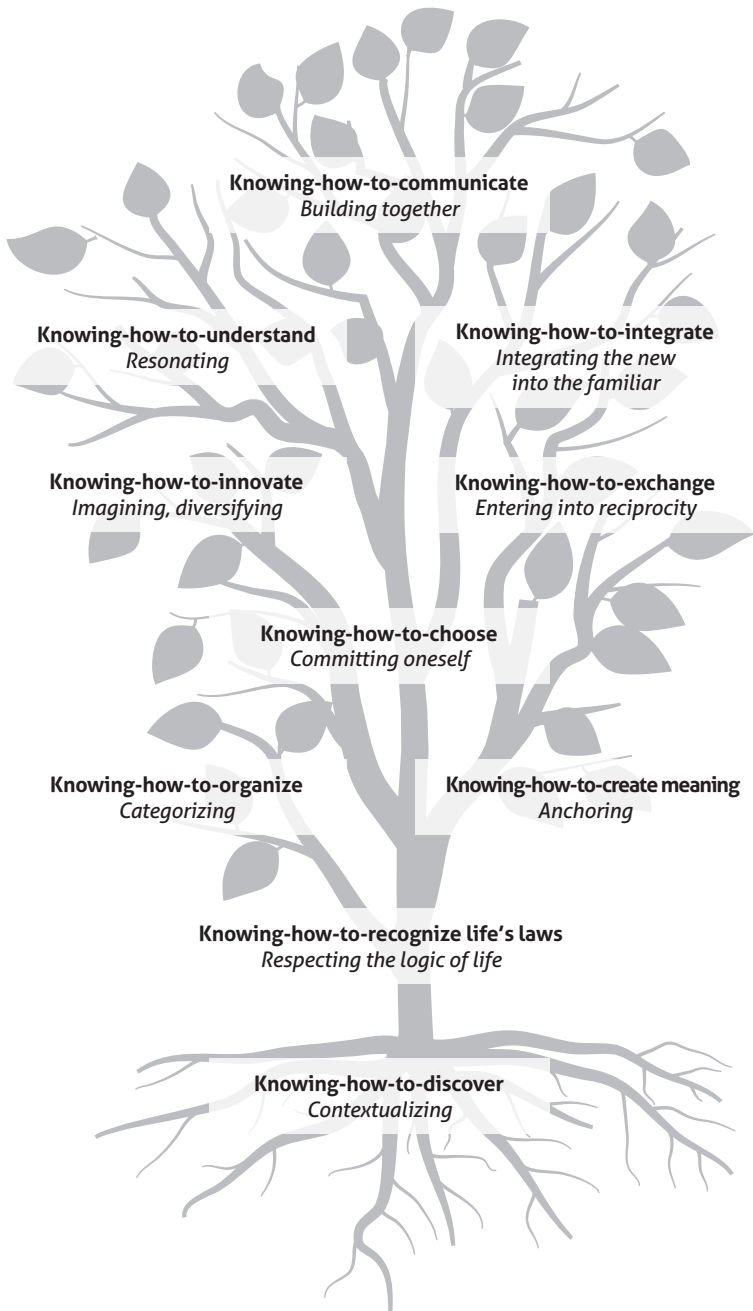 Knowing-how-to-communicate
Building together
Knowing-how-to-understand
Resonating
Knowing-how-to-integrate
Integrating the new
into the familiar
Knowing-how-to-innovate
Imagining, diversifying
Knowing-how-to-exchange
Entering into reciprocity
Knowing-how-to-choose
Committing oneself
Knowing-how-to-organize
Categorizing
Knowing-how-to-create meaning
Anchoring
Knowing-how-to-recognize life's laws
Respecting the logic of life
Knowing-how-to-discover
Contextualizing